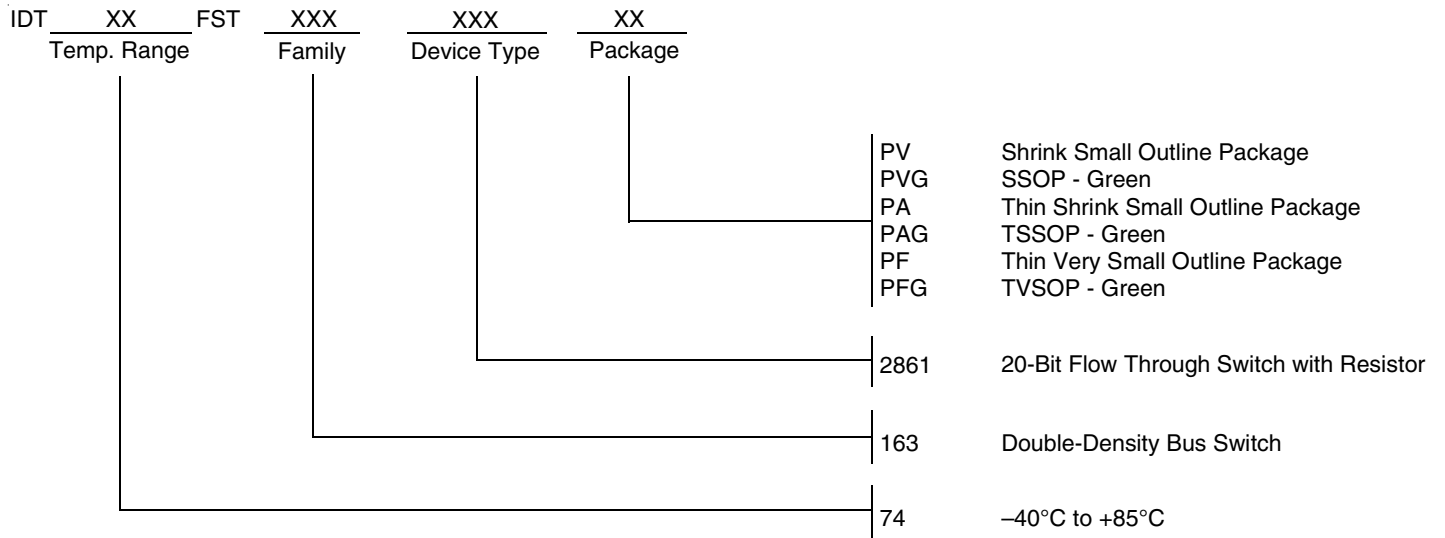 IDT XX FST XXX XXX XX
Temp. Range Family Device Type Package
PV Shrink Small Outline Package
PVG SSOP - Green
PA Thin Shrink Small Outline Package
PAG TSSOP - Green
PF Thin Very Small Outline Package
PFG TVSOP - Green
2861 20-Bit Flow Through Switch with Resistor
163 Double-Density Bus Switch
74 –40°C to +85°C